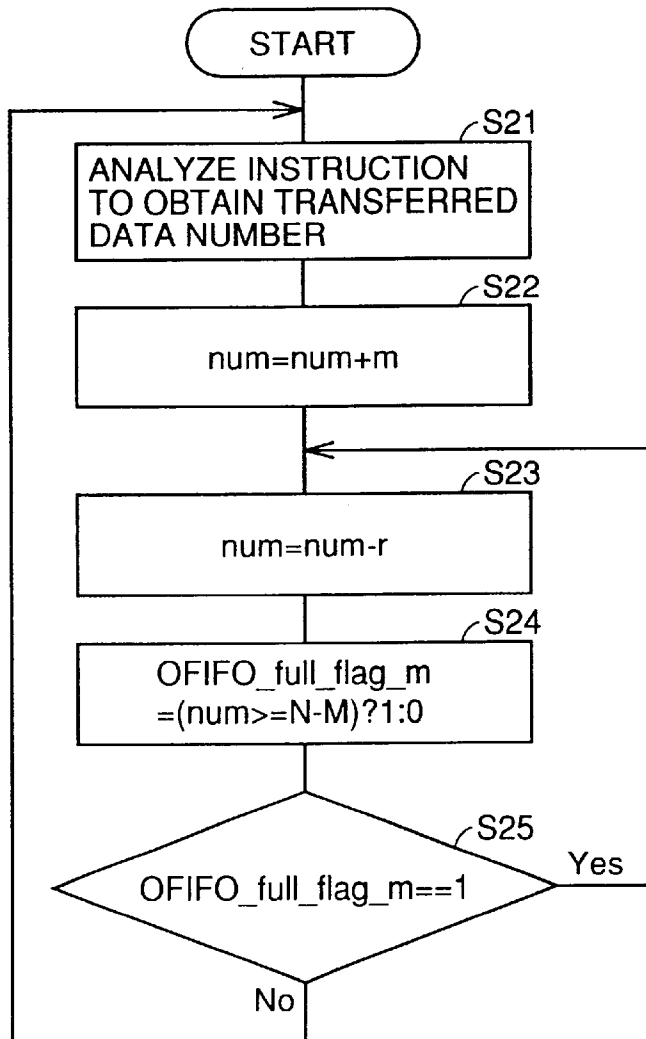 START
S21
ANALYZE INSTRUCTION
TO OBTAIN TRANSFERRED
DATA NUMBER
S22
num=num+m
S23
num=num-r
S24
OFIFO_full_flag_m
=(num>=N-M)?1:0
S25
OFIFO_full_flag_m==1
Yes
No